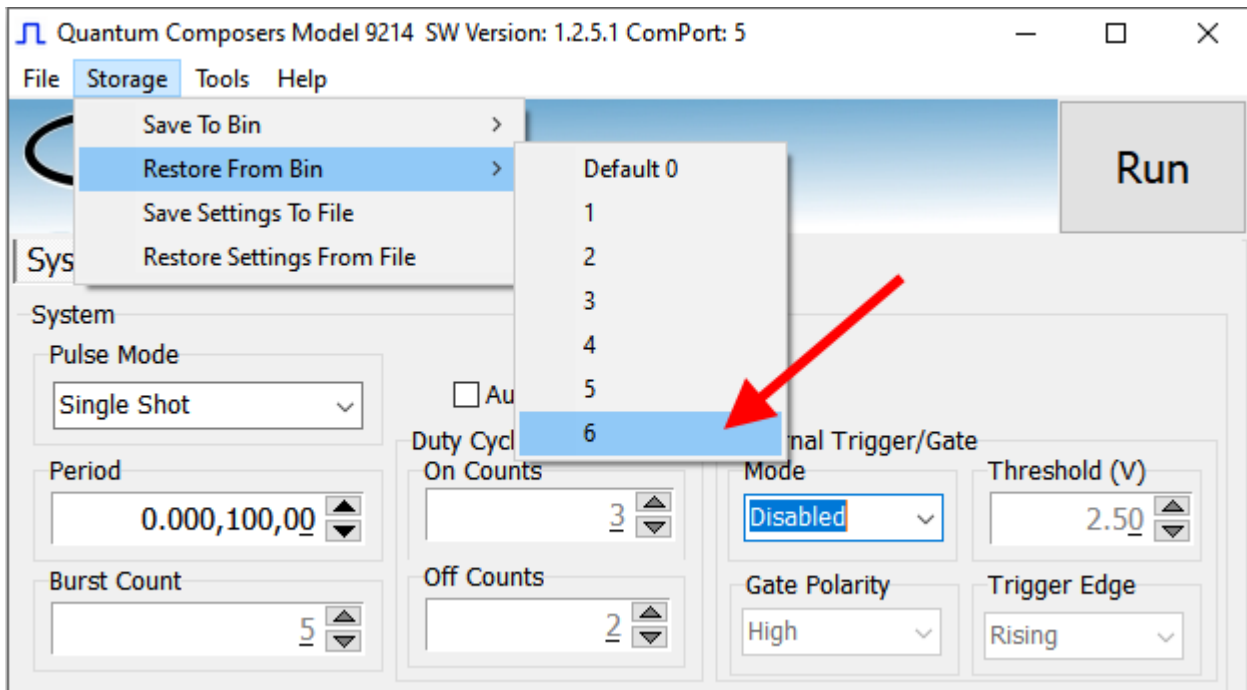 Quantum Composers Model 9214 SW Version: 1.2.5.1 ComPort: 5
File Storage Tools Help
Save To Bin
Restore From Bin
Save Settings To File
Restore Settings From File
Default 0
1
2
3
4
5
6
Run
Sys
System
Pulse Mode
Single Shot
Au
Period
0.000,100,00
Burst Count
5
Duty Cycl
On Counts
3
Off Counts
2
nal Trigger/Gate
Mode
Disabled
Threshold (V)
2.50
Gate Polarity
High
Trigger Edge
Rising